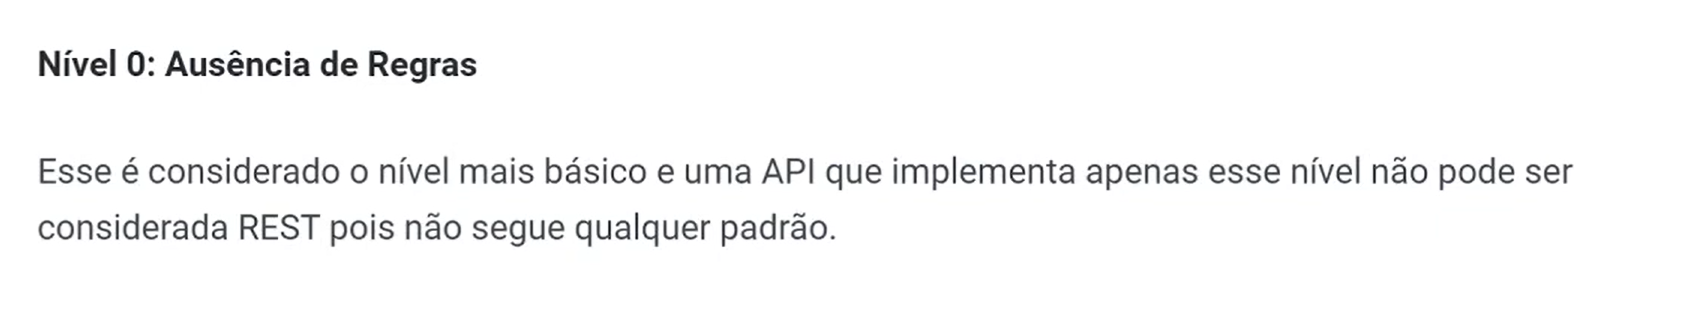 Nível 0: Ausência de Regras
Esse é considerado o nível mais básico e uma API que implementa apenas esse nível não pode ser
considerada REST pois não segue qualquer padrão.